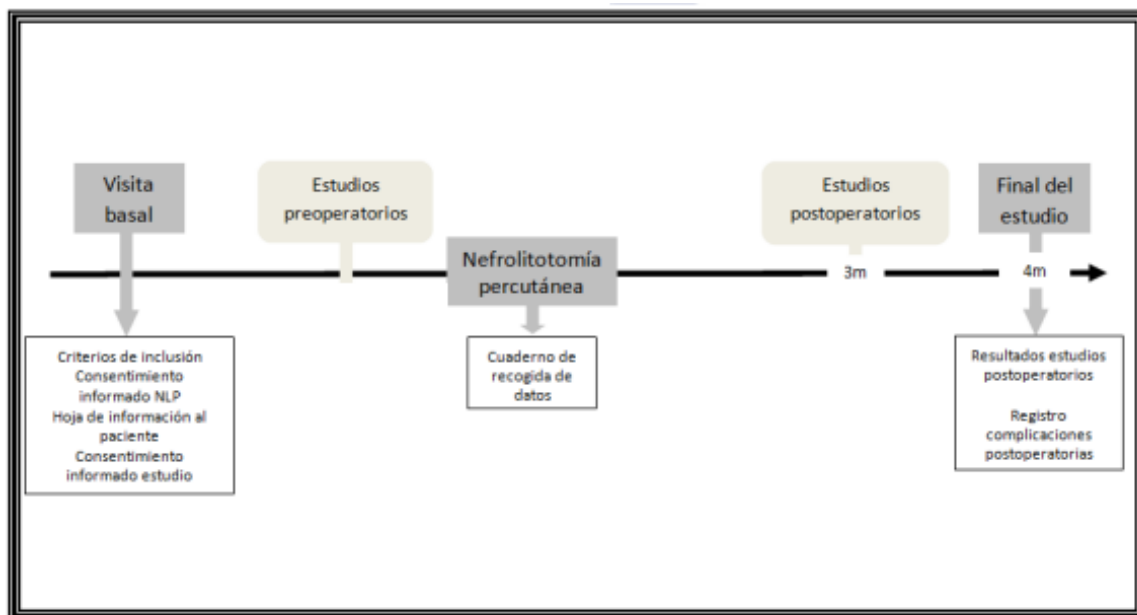 Visita
basal
Estudios
preoperatorios
Nefrolitotomía
percutánea
Estudios
postoperatorios
Final del
estudio
3m
4m
Criterios de inclusión
Consentimiento
informado NLP
Hoja de información al
paciente
Consentimiento
informado estudio
Cuaderno de
recogida de
datos
Resultados estudios
postoperatorios
Registro
complicaciones
postoperatorias